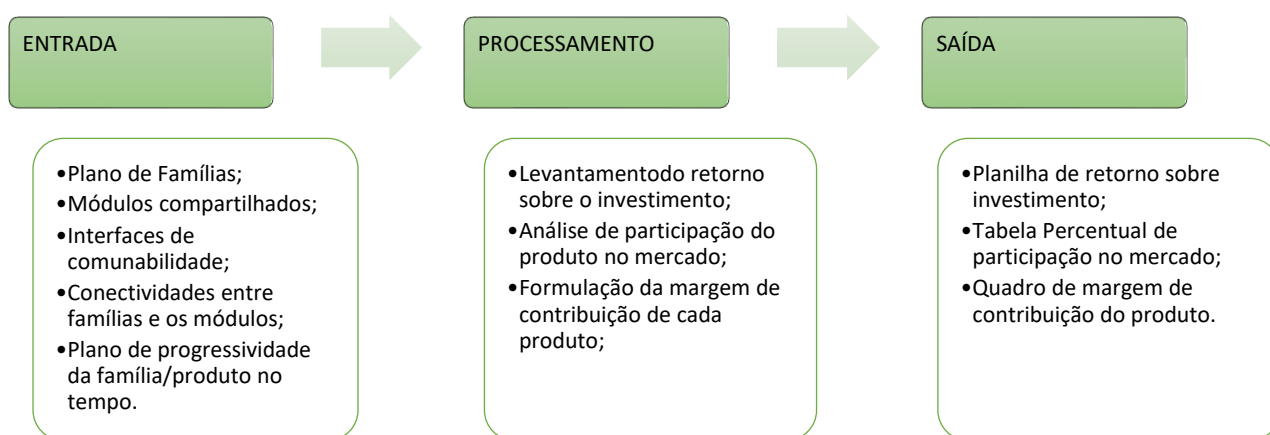 ENTRADA
PROCESSAMENTO
SAÍDA
•Plano de Famílias;
•Módulos compartilhados;
•Interfaces de
comunabilidade;
•Conectividades entre
famílias e os módulos;
•Plano de progressividade
da família/produto no
tempo.
•Levantamentodo retorno
sobre o investimento;
•Análise de participação do
produto no mercado;
•Formulação da margem de
contribuição de cada
produto;
•Planilha de retorno sobre
investimento;
•Tabela Percentual de
participação no mercado;
•Quadro de margem de
contribuição do produto.